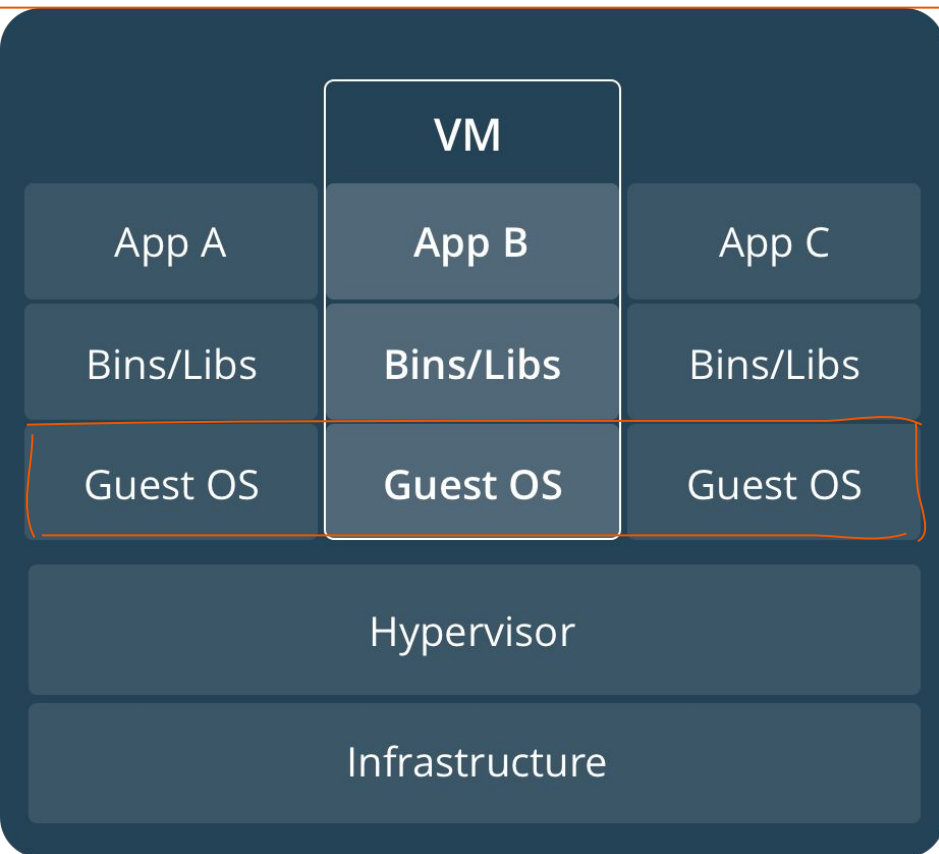 VM
App A App B App C
Bins/Libs Bins/Libs Bins/Libs
Guest OS Guest OS Guest OS
Hypervisor
Infrastructure